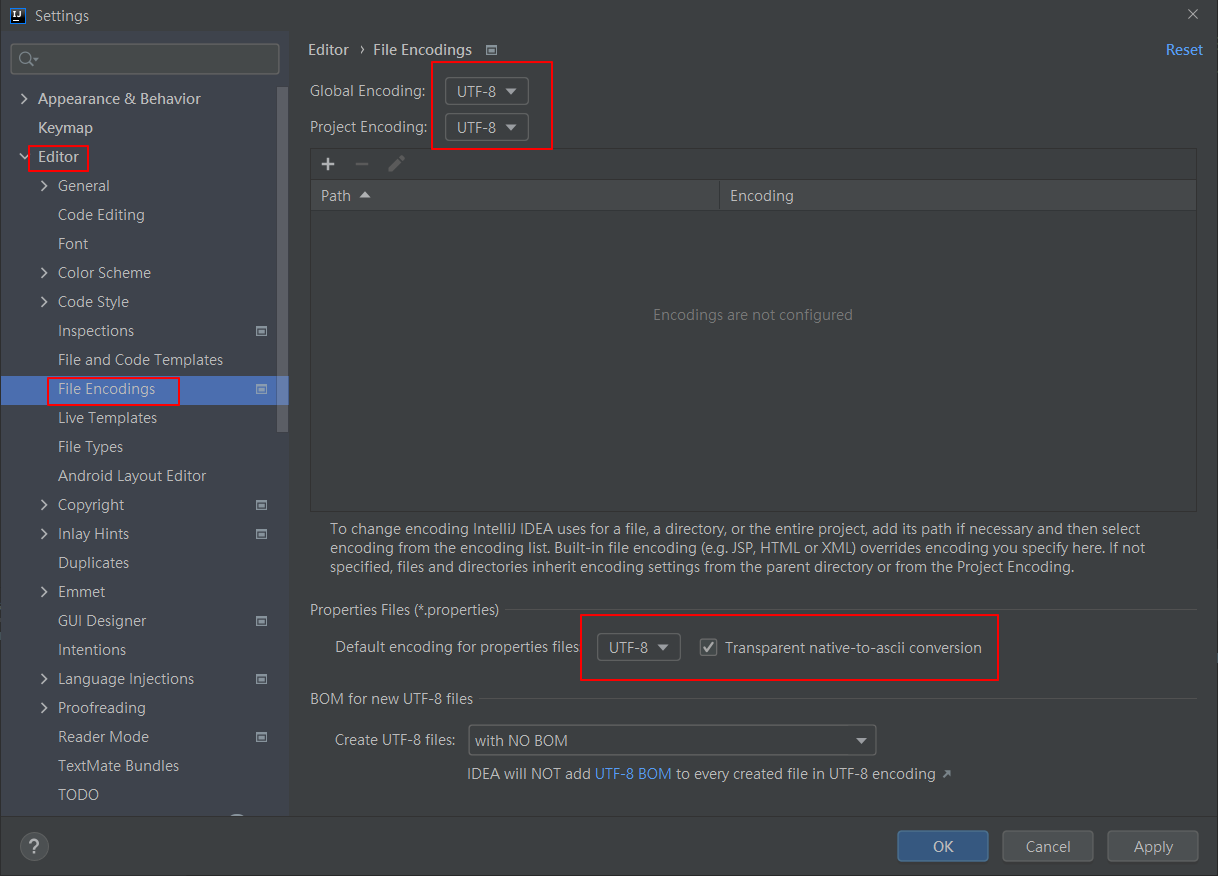 Settings
Appearance & Behavior
Keymap
Editor
General
Code Editing
Font
Color Scheme
Code Style
Inspections
File and Code Templates
File Encodings
Live Templates
File Types
Android Layout Editor
Copyright
Inlay Hints
Duplicates
Emmet
GUI Designer
Intentions
Language Injections
Proofreading
Reader Mode
TextMate Bundles
TODO
Editor › File Encodings
Reset
Global Encoding: UTF-8
Project Encoding: UTF-8
Path Encoding
Encodings are not configured
To change encoding IntelliJ IDEA uses for a file, a directory, or the entire project, add its path if necessary and then select
encoding from the encoding list. Built-in file encoding (e.g. JSP, HTML or XML) overrides encoding you specify here. If not
specified, files and directories inherit encoding settings from the parent directory or from the Project Encoding.
Properties Files (*.properties)
Default encoding for properties files UTF-8 Transparent native-to-ascii conversion
BOM for new UTF-8 files
Create UTF-8 files: with NO BOM
IDEA will NOT add UTF-8 BOM to every created file in UTF-8 encoding ↗
?
OK Cancel Apply